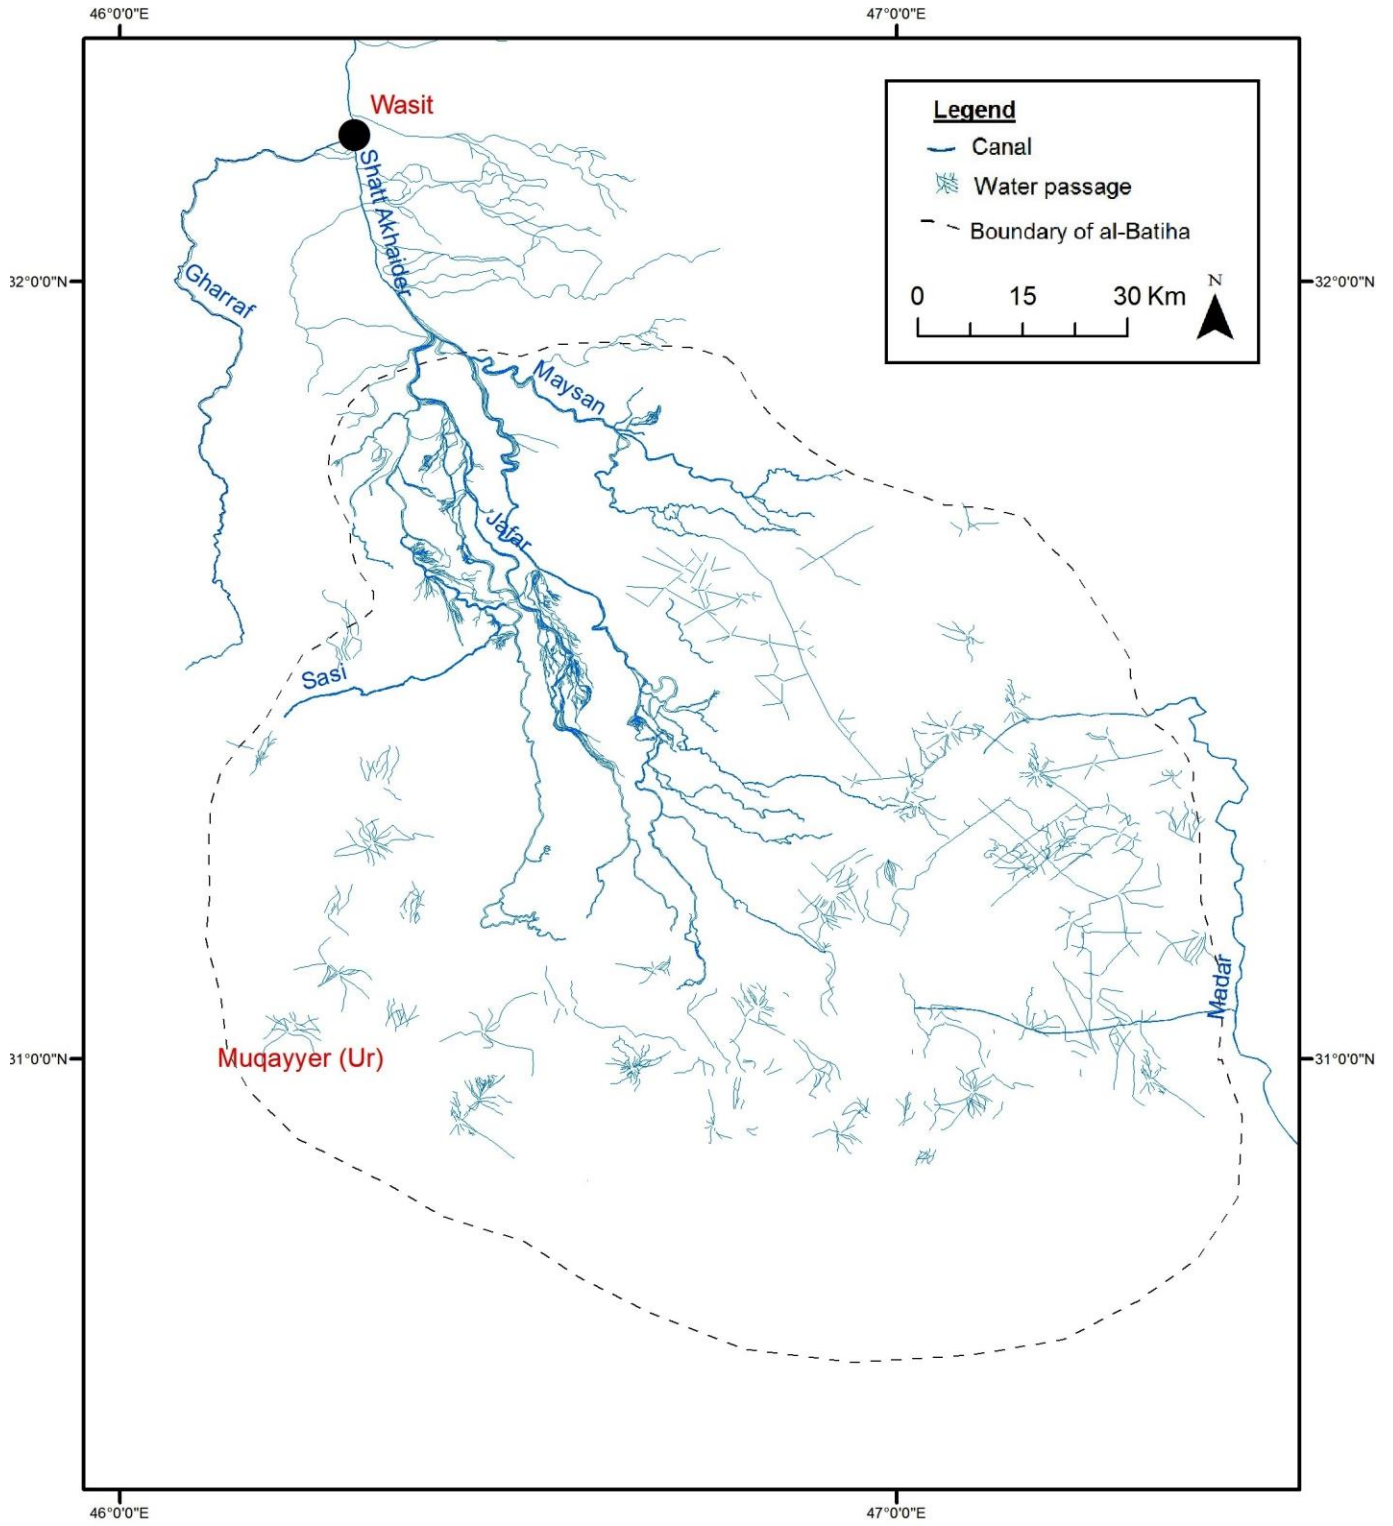 46°0'0"E
47°0'0"E
Wasit
Legend
Canal
Water passage
Boundary of al-Batiha
0 15 30 Km
N
Shatt Akhaider
Gharraf
32°0'0"N
32°0'0"N
Maysan
Jafar
Sasi
Madar
31°0'0"N
Muqayyer (Ur)
31°0'0"N
46°0'0"E
47°0'0"E